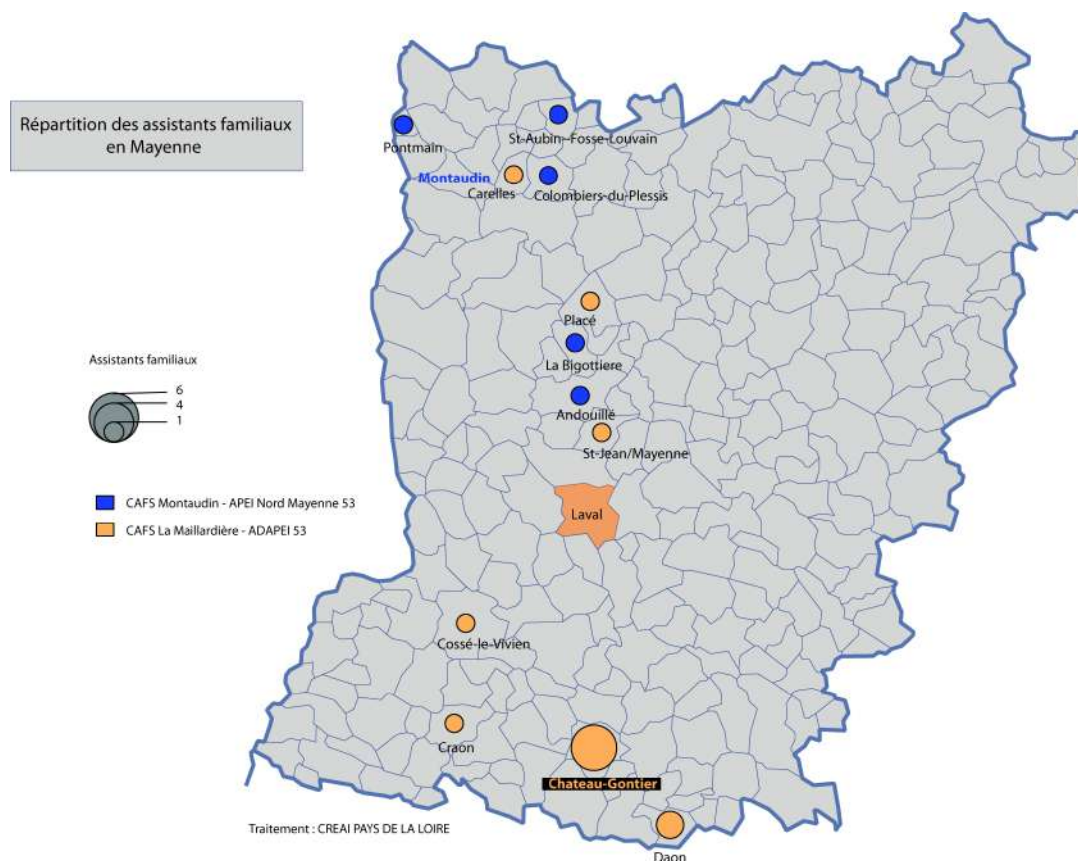 Répartition des assistants familiaux
en Mayenne
St-Aubin-Fosse-Louvain
Pontmain
Montaudin
Carelles
Colombiers-du-Plessis
Placé
La Bigottiere
Assistants familiaux
6
4
1
Andouillé
St-Jean/Mayenne
CAFS Montaudin - APEI Nord Mayenne 53
CAFS La Maillardière - ADAPEI 53
Laval
Cossé-le-Vivien
Craon
Chateau-Gontier
Traitement : CREAI PAYS DE LA LOIRE
Daon